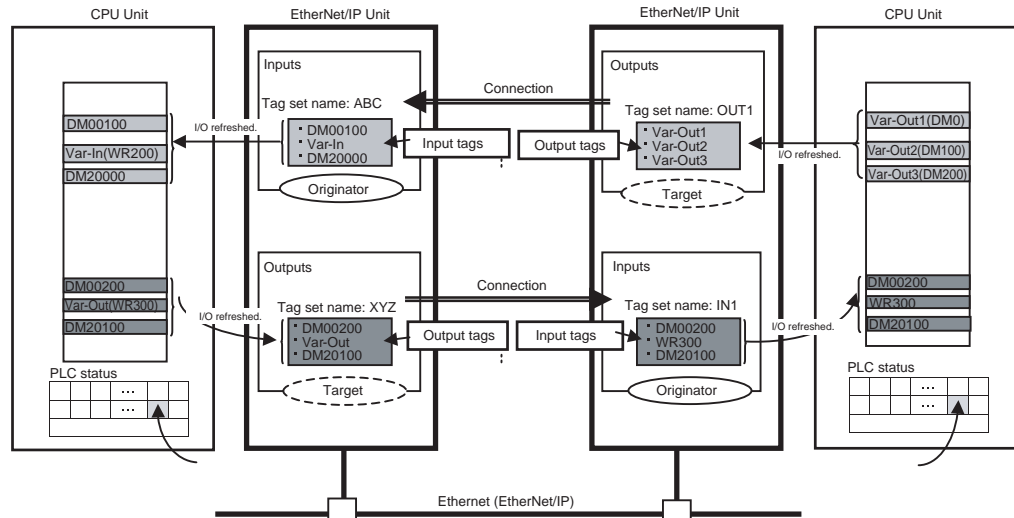 CPU Unit
EtherNet/IP Unit
EtherNet/IP Unit
CPU Unit
Inputs
Tag set name: ABC
• DM00100
• Var-In
• DM20000
Originator
Input tags
Connection
Outputs
Tag set name: OUT1
• Var-Out1
• Var-Out2
• Var-Out3
Target
Output tags
I/O refreshed.
DM00100
Var-In(WR200)
DM20000
I/O refreshed.
Var-Out1(DM0)
Var-Out2(DM100)
Var-Out3(DM200)
DM00200
Var-Out(WR300)
DM20100
I/O refreshed.
Outputs
Tag set name: XYZ
• DM00200
• Var-Out
• DM20100
Target
Output tags
Connection
Inputs
Tag set name: IN1
• DM00200
• WR300
• DM20100
Originator
Input tags
I/O refreshed.
DM00200
WR300
DM20100
PLC status
...
...
PLC status
...
...
Ethernet (EtherNet/IP)